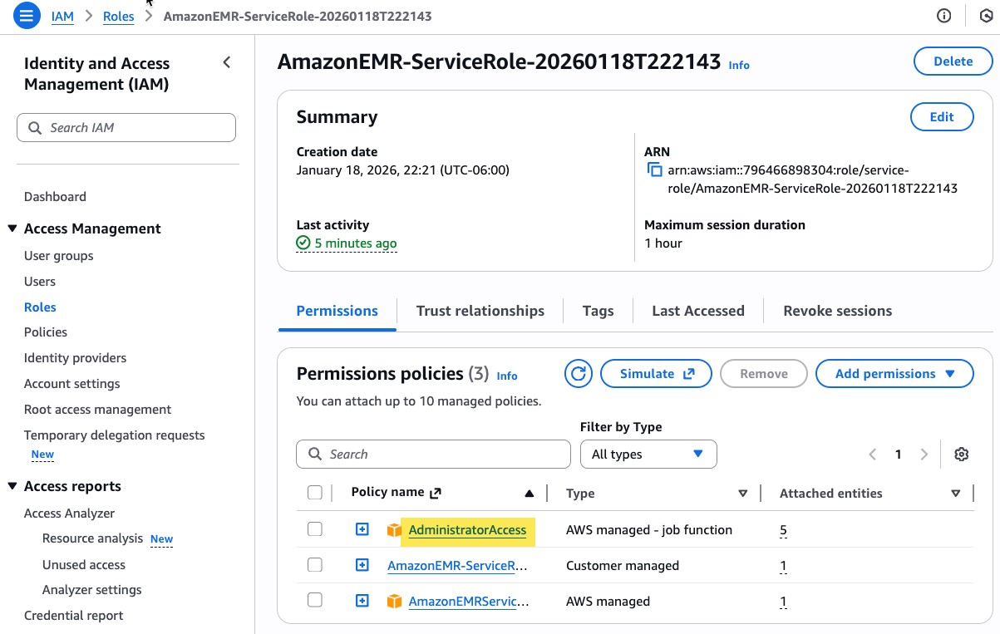 IAM > Roles > AmazonEMR-ServiceRole-20260118T222143
Identity and Access
Management (IAM)
Search IAM
Dashboard
Access Management
User groups
Users
Roles
Policies
Identity providers
Account settings
Root access management
Temporary delegation requests
New
Access reports
Access Analyzer
Resource analysis New
Unused access
Analyzer settings
Credential report
AmazonEMR-ServiceRole-20260118T222143 Info
Delete
Summary
Edit
Creation date
January 18, 2026, 22:21 (UTC-06:00)
ARN
arn:aws:iam::796466898304:role/service-
role/AmazonEMR-ServiceRole-20260118T222143
Last activity
5 minutes ago
Maximum session duration
1 hour
Permissions
Trust relationships
Tags
Last Accessed
Revoke sessions
Permissions policies (3) Info
Simulate
Remove
Add permissions
You can attach up to 10 managed policies.
Filter by Type
Search
All types
1
Policy name Type Attached entities
AdministratorAccess AWS managed - job function 5
AmazonEMR-ServiceR... Customer managed 1
AmazonEMRServic... AWS managed 1